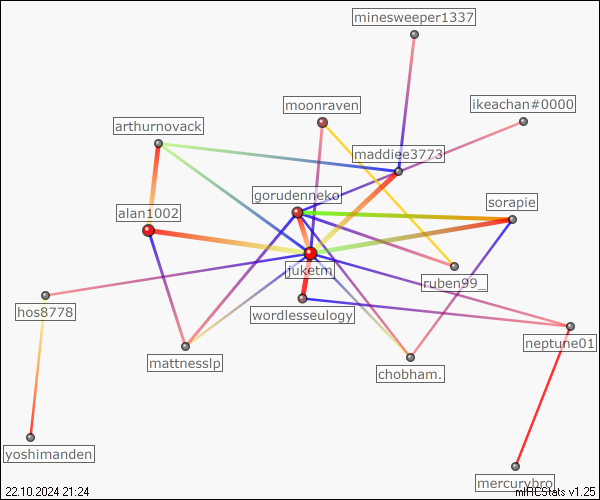 minesweeper1337
moonraven
ikeachan#0000
arthurnovack
maddiee3773
gorudenneko
sorapie
alan1002
juketm
ruben99_
hos8778
wordlesseulogy
neptune01
mattnesslp
chobham.
yoshimanden
mercurybro
22.10.2024 21:24
mIRCStats v1.25